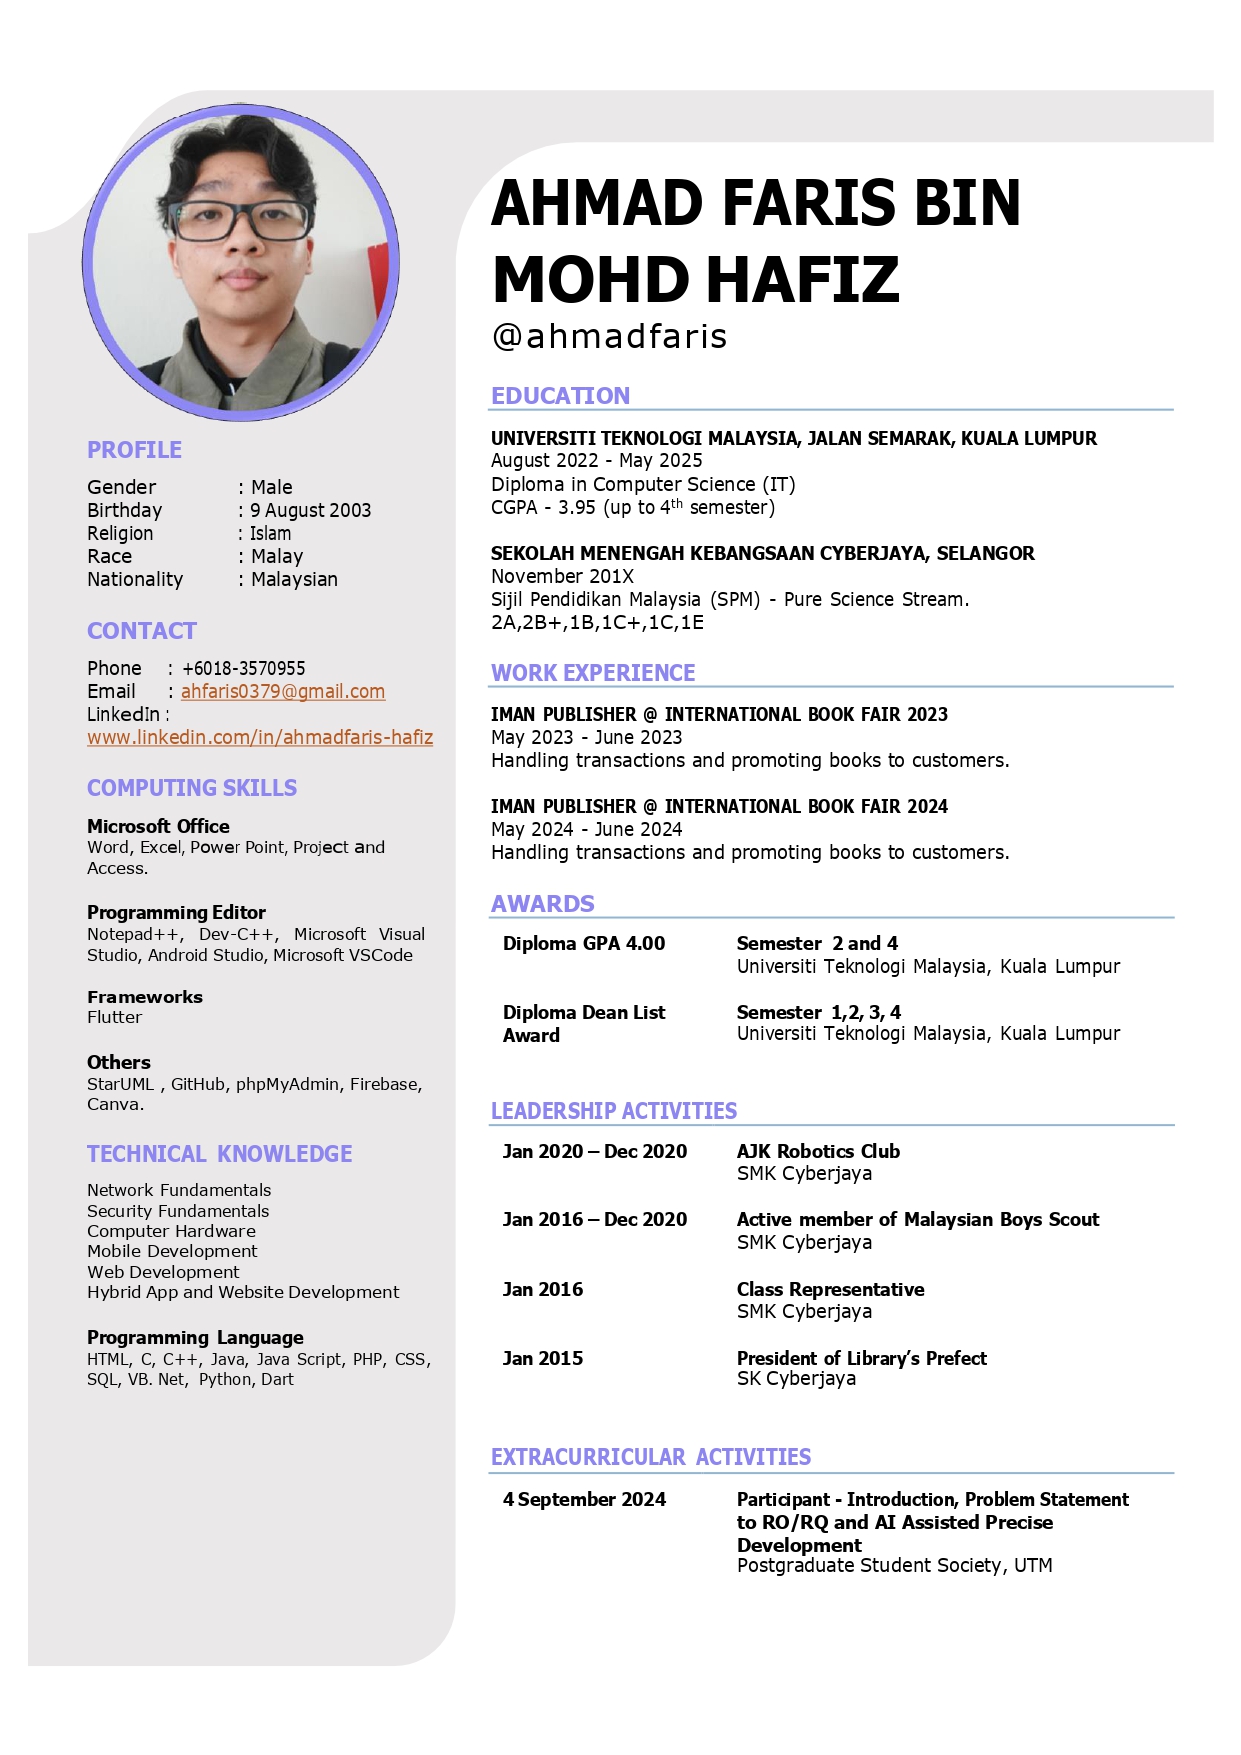 AHMAD FARIS BIN
MOHD HAFIZ
@ahmadfaris
PROFILE
Gender : Male
Birthday : 9 August 2003
Religion : Islam
Race : Malay
Nationality : Malaysian
CONTACT
Phone : +6018-3570955
Email : ahfaris0379@gmail.com
LinkedIn :
www.linkedin.com/in/ahmadfaris-hafiz
COMPUTING SKILLS
Microsoft Office
Word, Excel, Power Point, Project and
Access.
Programming Editor
Notepad++, Dev-C++, Microsoft Visual
Studio, Android Studio, Microsoft VSCode
Frameworks
Flutter
Others
StarUML , GitHub, phpMyAdmin, Firebase,
Canva.
TECHNICAL KNOWLEDGE
Network Fundamentals
Security Fundamentals
Computer Hardware
Mobile Development
Web Development
Hybrid App and Website Development
Programming Language
HTML, C, C++, Java, Java Script, PHP, CSS,
SQL, VB. Net, Python, Dart
EDUCATION
UNIVERSITI TEKNOLOGI MALAYSIA, JALAN SEMARAK, KUALA LUMPUR
August 2022 - May 2025
Diploma in Computer Science (IT)
CGPA - 3.95 (up to 4th semester)
SEKOLAH MENENGAH KEBANGSAAN CYBERJAYA, SELANGOR
November 201X
Sijil Pendidikan Malaysia (SPM) - Pure Science Stream.
2A,2B+,1B,1C+,1C,1E
WORK EXPERIENCE
IMAN PUBLISHER @ INTERNATIONAL BOOK FAIR 2023
May 2023 - June 2023
Handling transactions and promoting books to customers.
IMAN PUBLISHER @ INTERNATIONAL BOOK FAIR 2024
May 2024 - June 2024
Handling transactions and promoting books to customers.
AWARDS
Diploma GPA 4.00 Semester 2 and 4
Universiti Teknologi Malaysia, Kuala Lumpur
Diploma Dean List Semester 1,2, 3, 4
Award Universiti Teknologi Malaysia, Kuala Lumpur
LEADERSHIP ACTIVITIES
Jan 2020 – Dec 2020 AJK Robotics Club
SMK Cyberjaya
Jan 2016 – Dec 2020 Active member of Malaysian Boys Scout
SMK Cyberjaya
Jan 2016 Class Representative
SMK Cyberjaya
Jan 2015 President of Library’s Prefect
SK Cyberjaya
EXTRACURRICULAR ACTIVITIES
4 September 2024 Participant - Introduction, Problem Statement
to RO/RQ and AI Assisted Precise
Development
Postgraduate Student Society, UTM